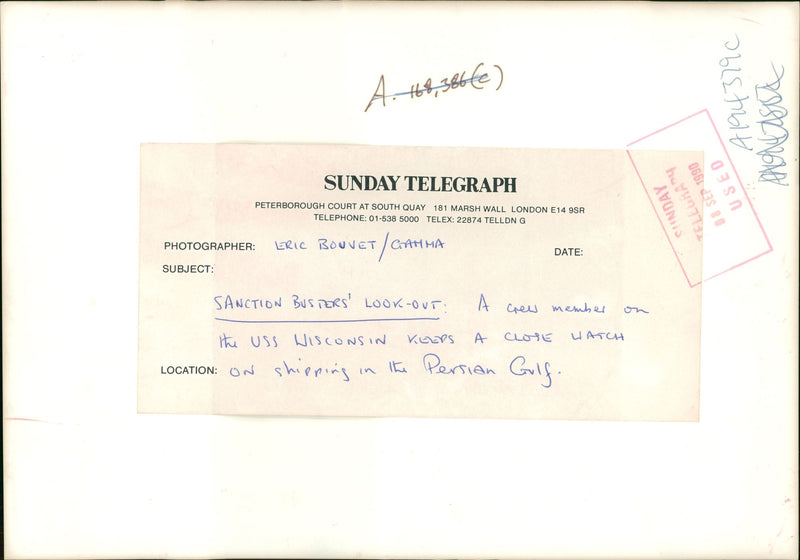 A. 168,386(c)
A194379C
SUNDAY TELEGRAPH
PETERBOROUGH COURT AT SOUTH QUAY 181 MARSH WALL LONDON E14 9SR
TELEPHONE: 01-538 5000 TELEX: 22874 TELLDN G
SUNDAY
TELEGRAPH
08 SEP 1990
USED
PHOTOGRAPHER: ERIC BOUVET/GAMMA
DATE:
SUBJECT:
SANCTION BUSTERS' LOOK-OUT: A crew member on
the USS WISCONSIN KEEPS A CLOSE WATCH
LOCATION: ON shipping in the Persian Gulf.